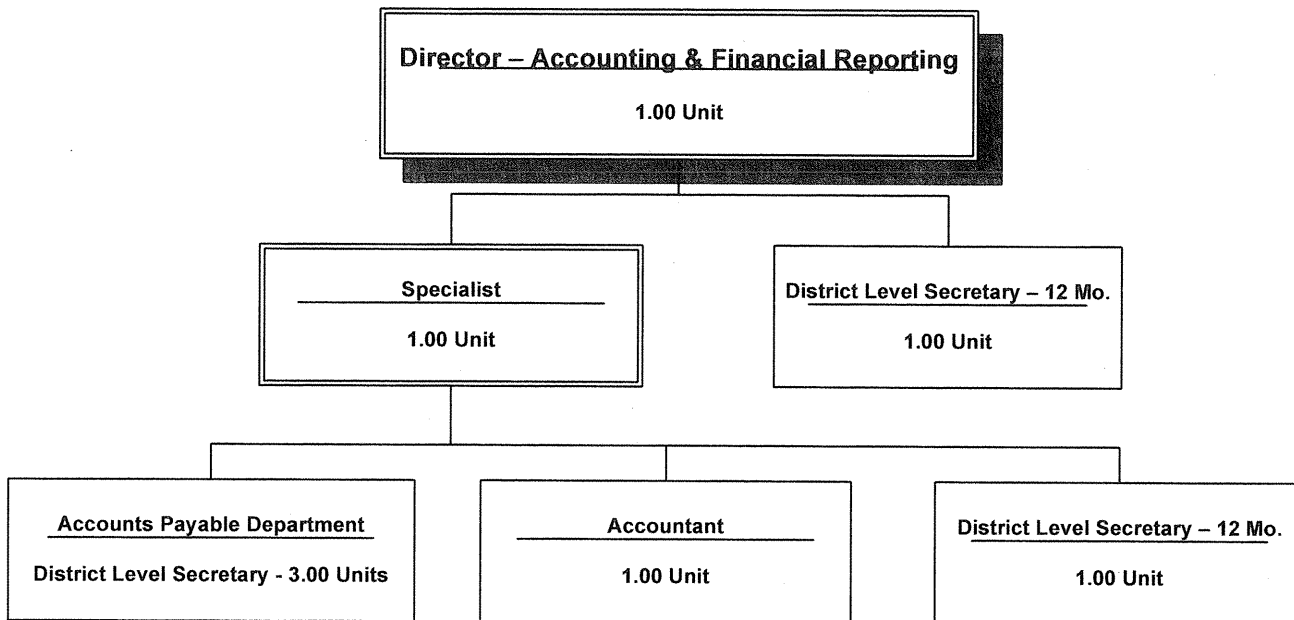 Director – Accounting & Financial Reporting
1.00 Unit
Specialist
1.00 Unit
District Level Secretary – 12 Mo.
1.00 Unit
Accounts Payable Department
District Level Secretary - 3.00 Units
Accountant
1.00 Unit
District Level Secretary – 12 Mo.
1.00 Unit